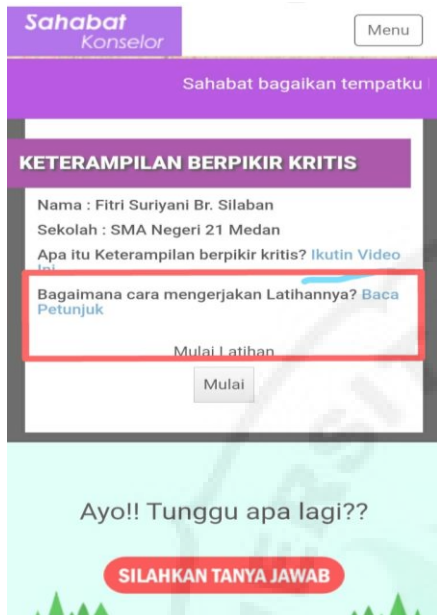 Sahabat
Konselor
Menu
Sahabat bagaikan tempatku
KETERAMPILAN BERPIKIR KRITIS
Nama : Fitri Suriyani Br. Silaban
Sekolah : SMA Negeri 21 Medan
Apa itu Keterampilan berpikir kritis? Ikutin Video
Ini
Bagaimana cara mengerjakan Latihannya? Baca
Petunjuk
Mulai Latihan
Mulai
Ayo!! Tunggu apa lagi??
SILAHKAN TANYA JAWAB